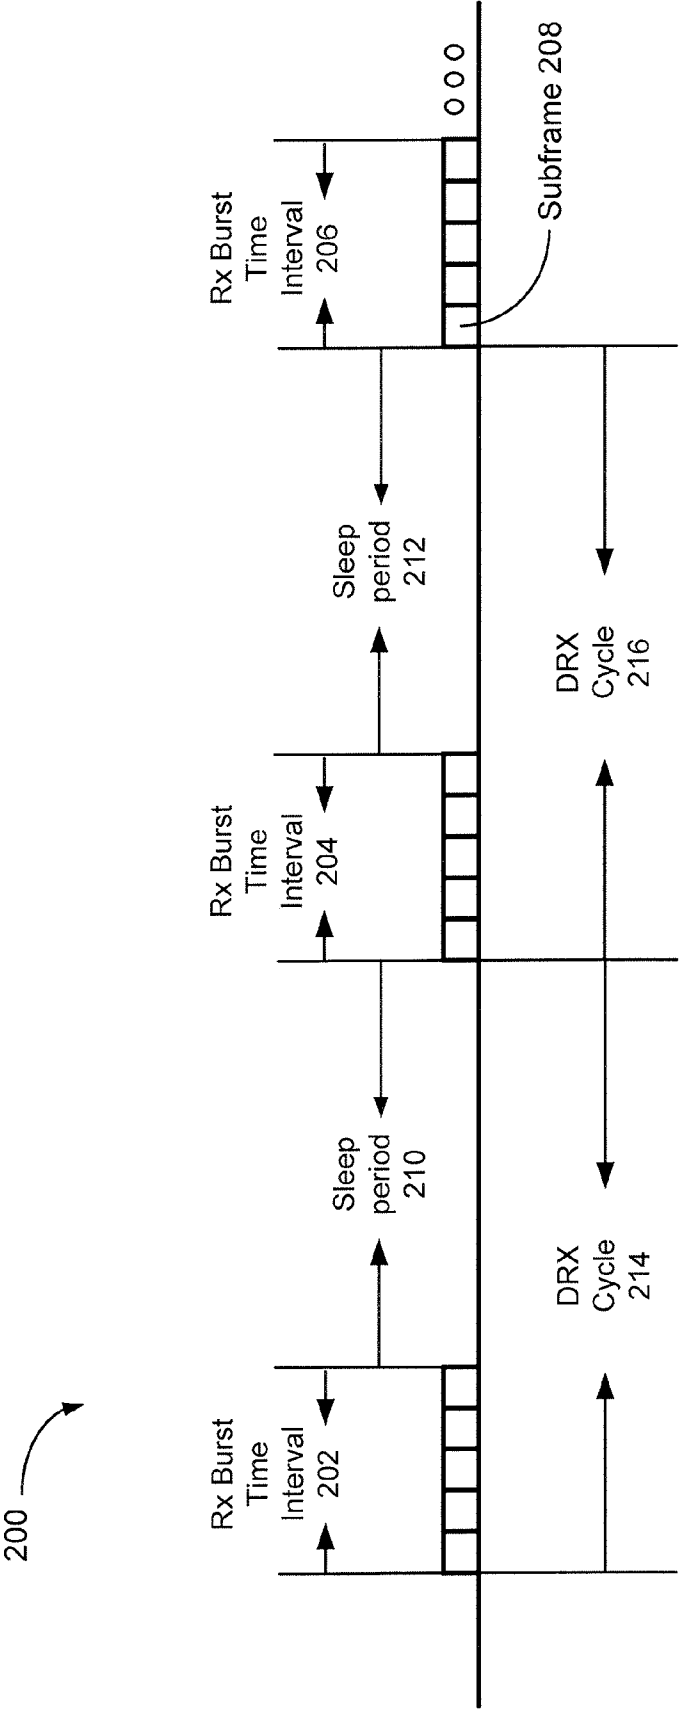 200
Rx Burst
Time
Interval
202
Rx Burst
Time
Interval
204
Rx Burst
Time
Interval
206
Sleep
period
210
Sleep
period
212
Subframe 208
DRX
Cycle
214
DRX
Cycle
216